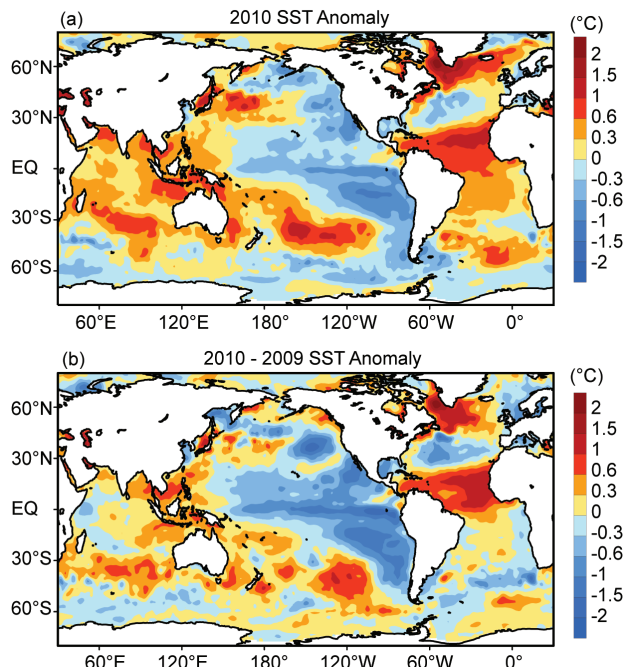 (a) 2010 SST Anomaly (°C)
60°N
30°N
EQ
30°S
60°S
60°E 120°E 180° 120°W 60°W 0°
2
1.5
1
0.6
0.3
0
-0.3
-0.6
-1
-1.5
-2
(b) 2010 - 2009 SST Anomaly (°C)
60°N
30°N
EQ
30°S
60°S
60°E 120°E 180° 120°W 60°W 0°
2
1.5
1
0.6
0.3
0
-0.3
-0.6
-1
-1.5
-2